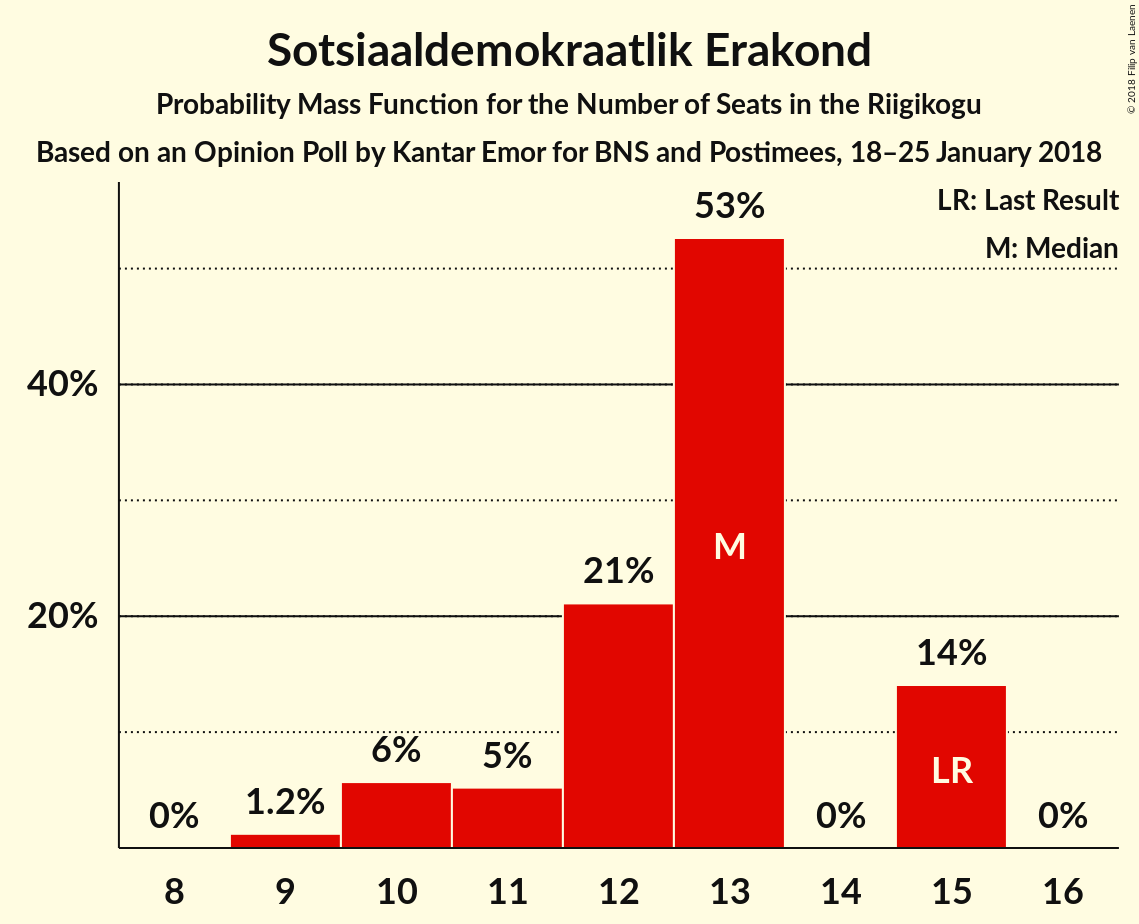 Sotsiaaldemokraatlik Erakond
Probability Mass Function for the Number of Seats in the Riigikogu
Based on an Opinion Poll by Kantar Emor for BNS and Postimees, 18–25 January 2018
© 2018 Filip van Laenen
LR: Last Result
M: Median
53%
40%
M
21%
20%
14%
6%
5%
LR
1.2%
0%
0%
0%
8 9 10 11 12 13 14 15 16